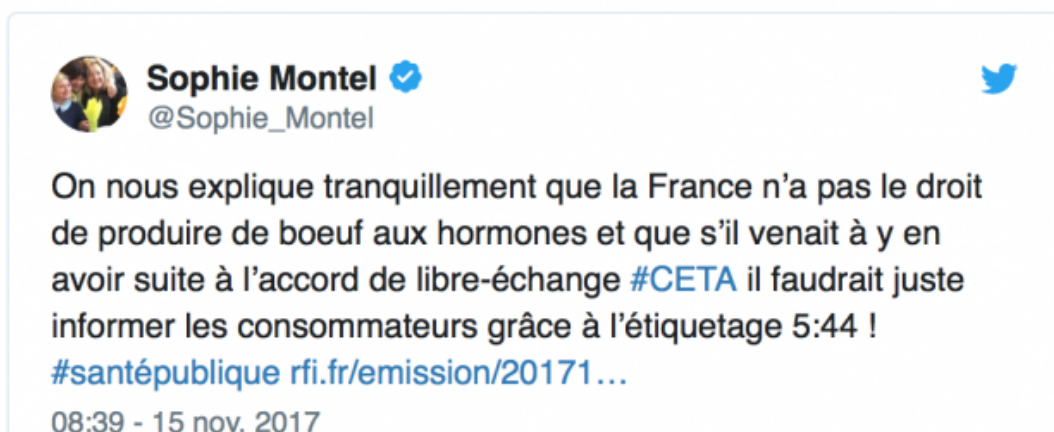 Sophie Montel
@Sophie_Montel
On nous explique tranquillement que la France n’a pas le droit
de produire de boeuf aux hormones et que s’il venait à y en
avoir suite à l’accord de libre-échange #CETA il faudrait juste
informer les consommateurs grâce à l’étiquetage 5:44 !
#santépublique rfi.fr/emission/20171…
08:39 - 15 nov. 2017